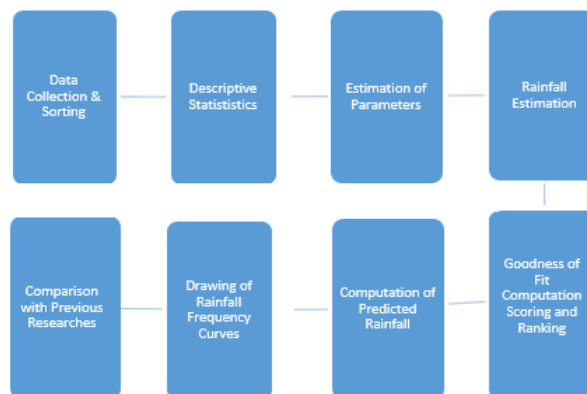 Data
Collection &
Sorting
Descriptive
Statististics
Estimation of
Parameters
Rainfall
Estimation
Goodness of
Fit
Computation
Scoring and
Ranking
Computation of
Predicted
Rainfall
Drawing of
Rainfall
Frequency
Curves
Comparison
with Previous
Researches